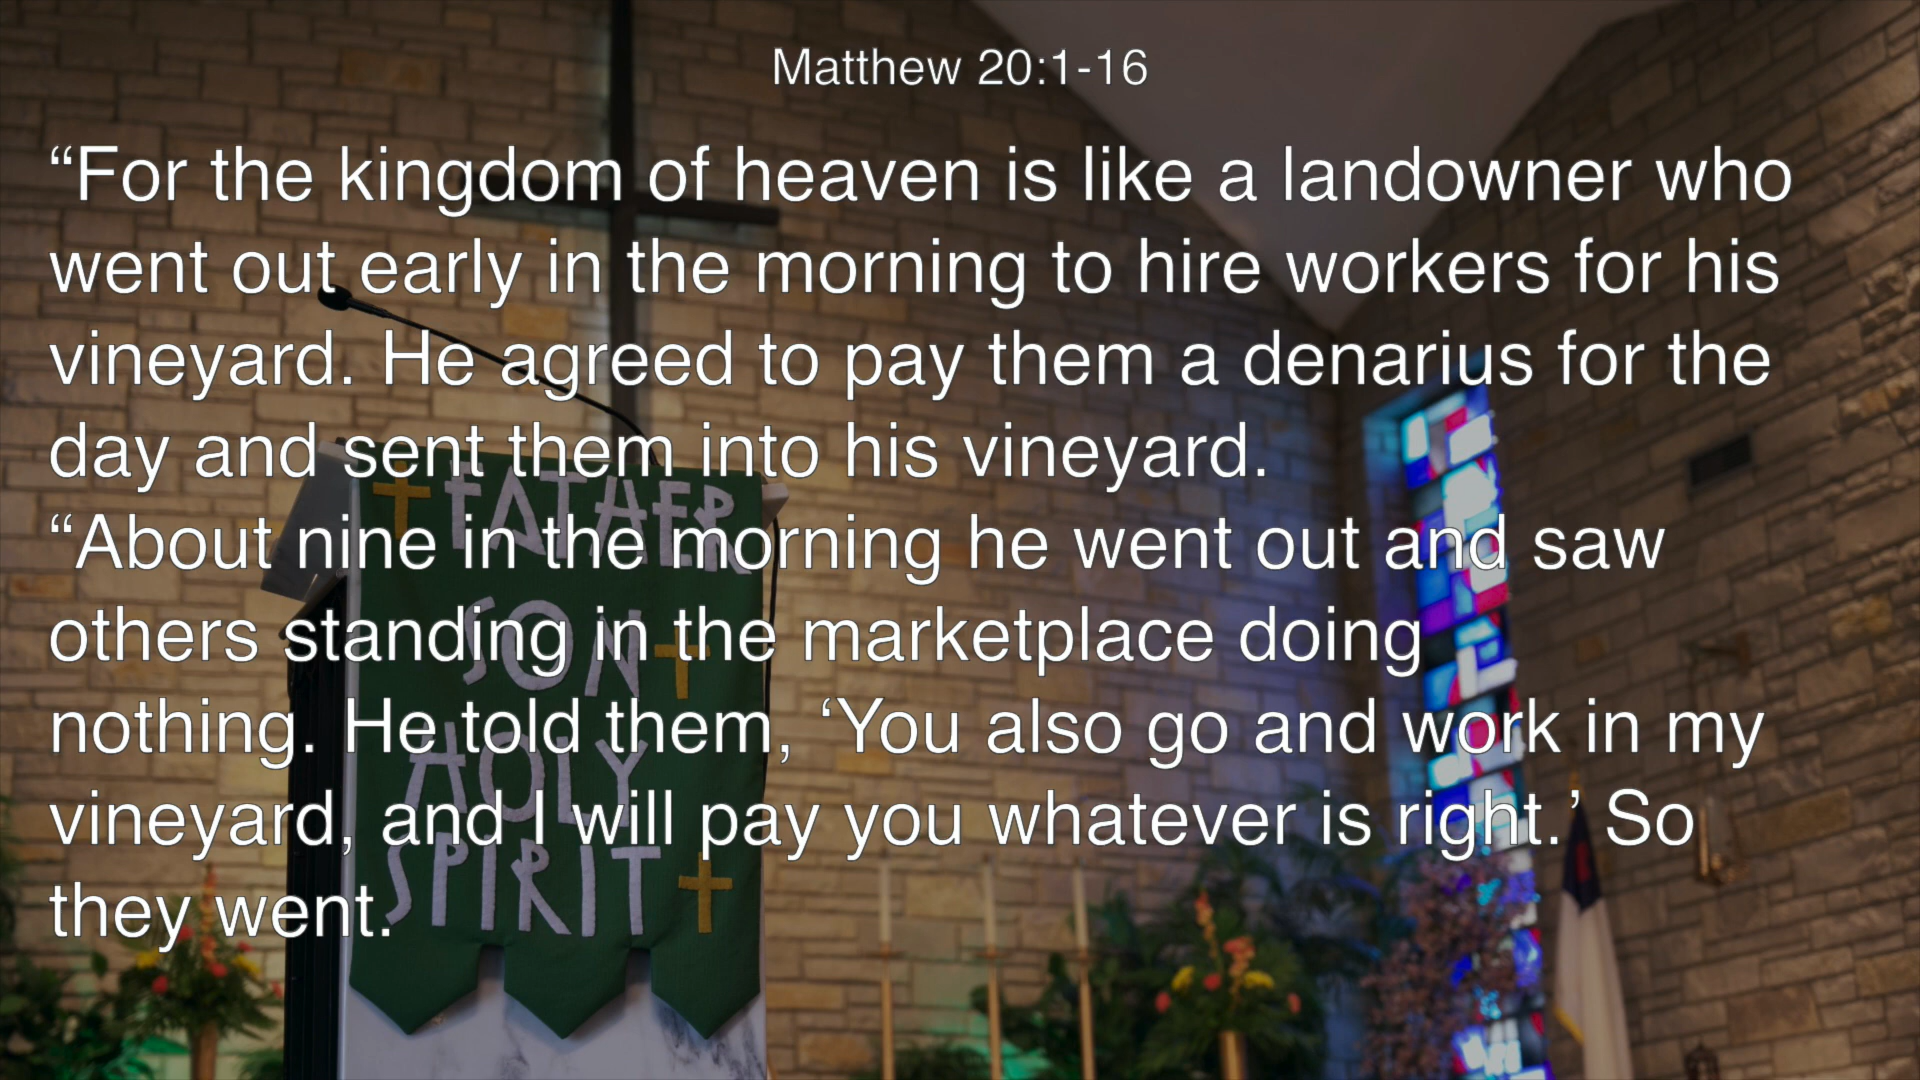 Matthew 20:1-16
“For the kingdom of heaven is like a landowner who
went out early in the morning to hire workers for his
vineyard. He agreed to pay them a denarius for the
day and sent them into his vineyard.
“About nine in the morning he went out and saw
others standing in the marketplace doing
nothing. He told them, ‘You also go and work in my
vineyard, and I will pay you whatever is right.’ So
they went.
FATHER
SON
HOLY
SPIRIT